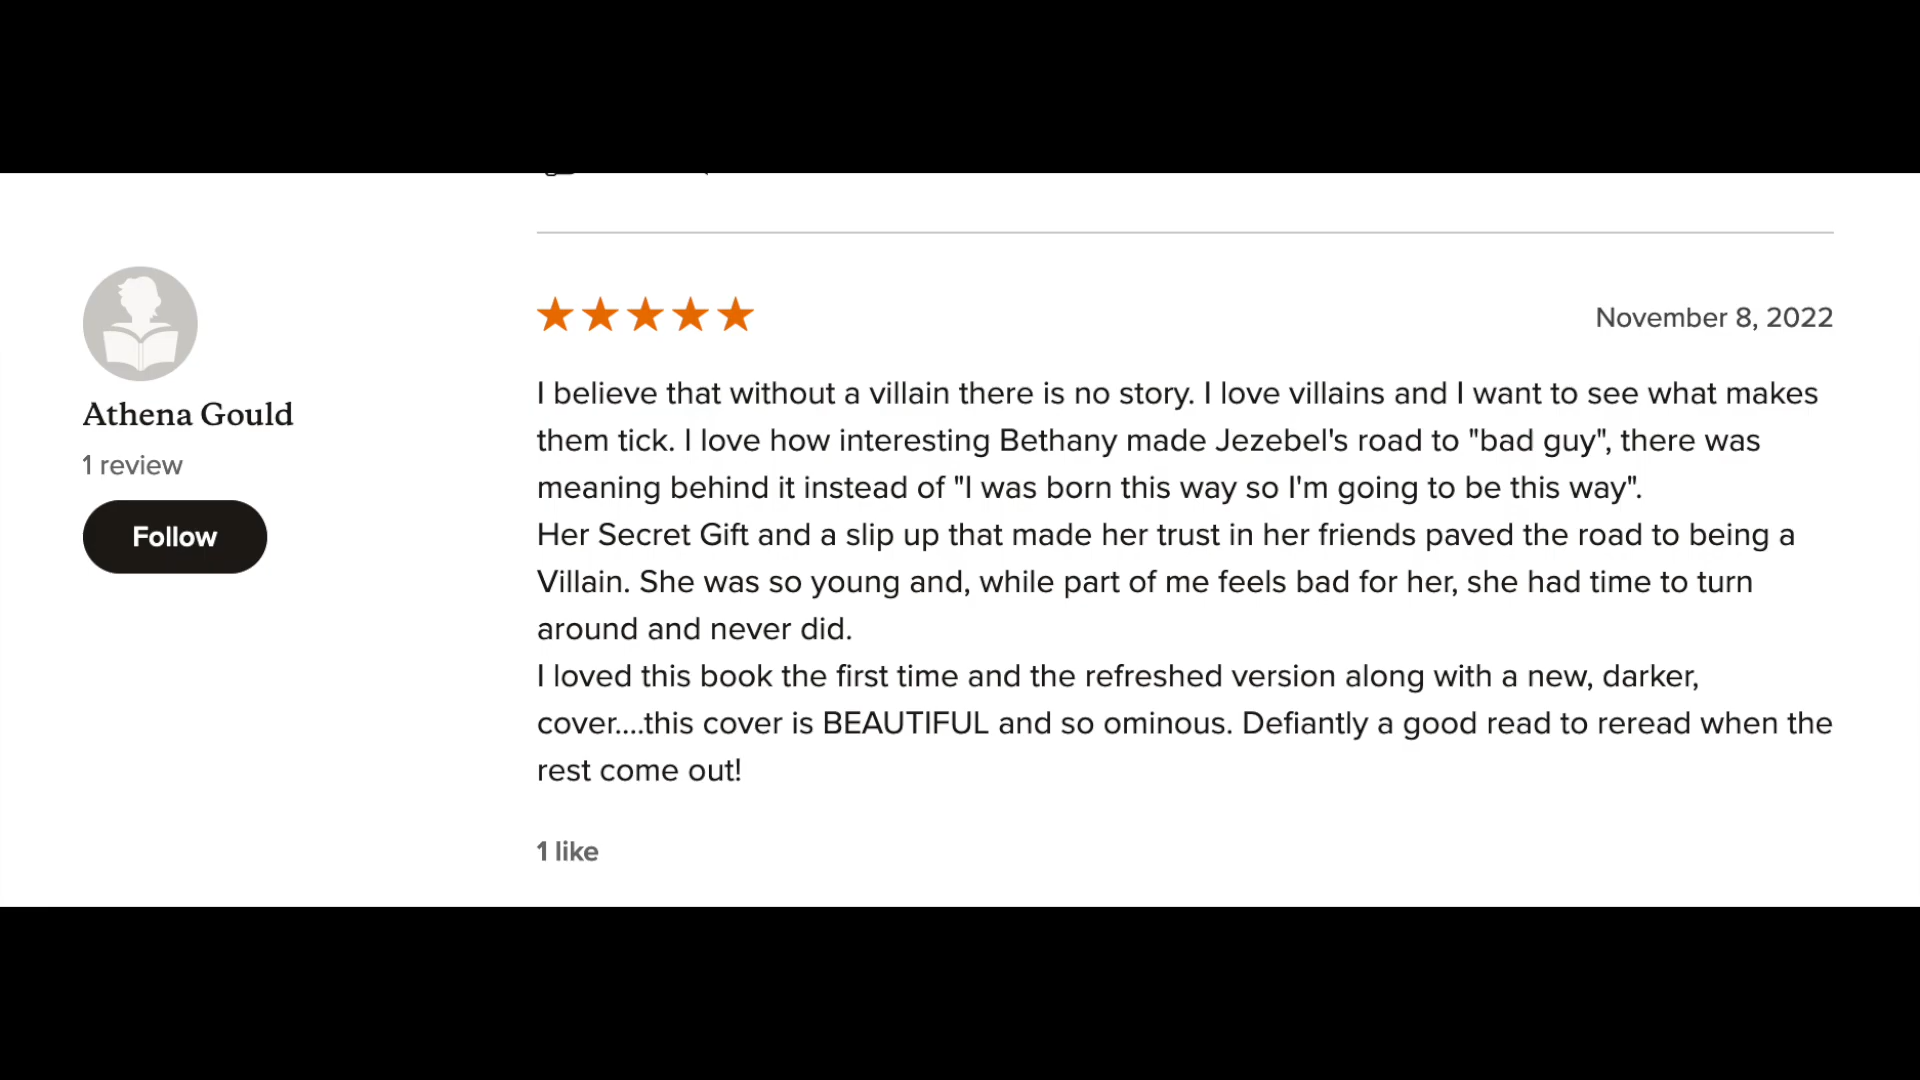 Athena Gould
1 review
Follow
November 8, 2022
I believe that without a villain there is no story. I love villains and I want to see what makes
them tick. I love how interesting Bethany made Jezebel's road to "bad guy", there was
meaning behind it instead of "I was born this way so I'm going to be this way".
Her Secret Gift and a slip up that made her trust in her friends paved the road to being a
Villain. She was so young and, while part of me feels bad for her, she had time to turn
around and never did.
I loved this book the first time and the refreshed version along with a new, darker,
cover....this cover is BEAUTIFUL and so ominous. Defiantly a good read to reread when the
rest come out!
1 like